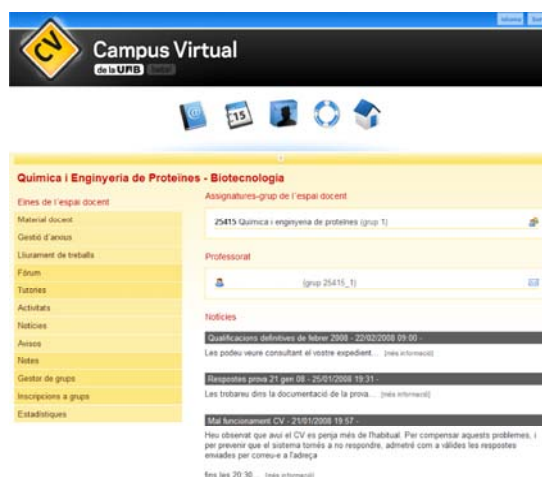 CV
Campus Virtual
de la UAB
15
Química i Enginyeria de Proteïnes - Biotecnologia
Eines de l'espai docent
Material docent
Gestió d'arxius
Lliurament de treballs
Fòrum
Tutories
Activitats
Notícies
Avisos
Notes
Gestor de grups
Inscripcions a grups
Estadístiques
Assignatures-grup de l'espai docent
25415 Química i enginyeria de proteïnes (grup 1)
Professorat
(grup 25415_1)
Notícies
Qualificacions definitives de febrer 2008 - 22/02/2008 09:00 -
Les podeu veure consultant el vostre expedient... [més informació]
Respostes prova 21 gen 08 - 25/01/2008 19:31 -
Les trobareu dins la documentació de la prova... [més informació]
Mal funcionament CV - 21/01/2008 19:57 -
Heu observat que avui el CV es penja més de l'habitual. Per compensar aquests problemes, i
per prevenir que el sistema tornés a no respondre, admetré com a vàlides les respostes
enviades per correu-e a l'adreça
fins les 20:30 ... [més informació]